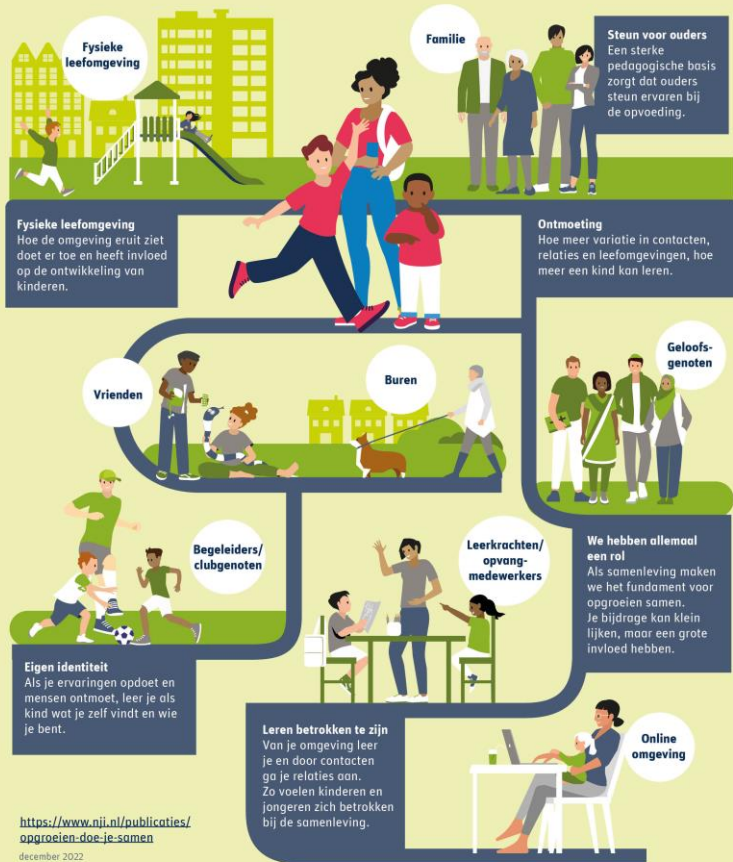 Fysieke
leefomgeving
Familie
Steun voor ouders
Een sterke
pedagogische basis
zorgt dat ouders
steun ervaren bij
de opvoeding.
Fysieke leefomgeving
Hoe de omgeving eruit ziet
doet er toe en heeft invloed
op de ontwikkeling van
kinderen.
Ontmoeting
Hoe meer variatie in contacten,
relaties en leefomgevingen, hoe
meer een kind kan leren.
Vrienden
Buren
Geloofs-
genoten
Begeleiders/
clubgenoten
Leerkrachten/
opvang-
medewerkers
We hebben allemaal
een rol
Als samenleving maken
we het fundament voor
opgroeien samen.
Je bijdrage kan klein
lijken, maar een grote
invloed hebben.
Eigen identiteit
Als je ervaringen opdoet en
mensen ontmoet, leer je als
kind wat je zelf vindt en wie
je bent.
Leren betrokken te zijn
Van je omgeving leer
je en door contacten
ga je relaties aan.
Zo voelen kinderen en
jongeren zich betrokken
bij de samenleving.
Online
omgeving
https://www.nji.nl/publicaties/
opgroeien-doe-je-samen
december 2022